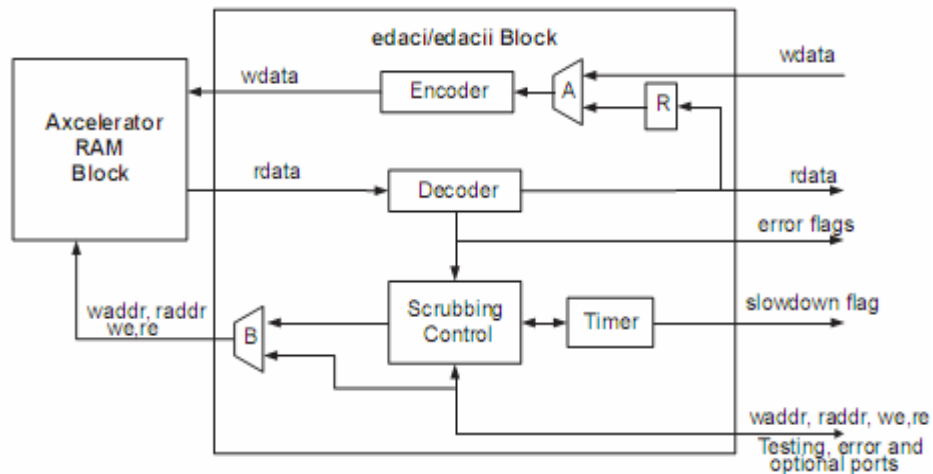 edaci/edacii Block
wdata
wdata
Encoder
A
R
Axcelerator
RAM
Block
rdata
Decoder
rdata
error flags
waddr, raddr
we,re
B
Scrubbing
Control
Timer
slowdown flag
waddr, raddr, we,re
Testing, error and
optional ports